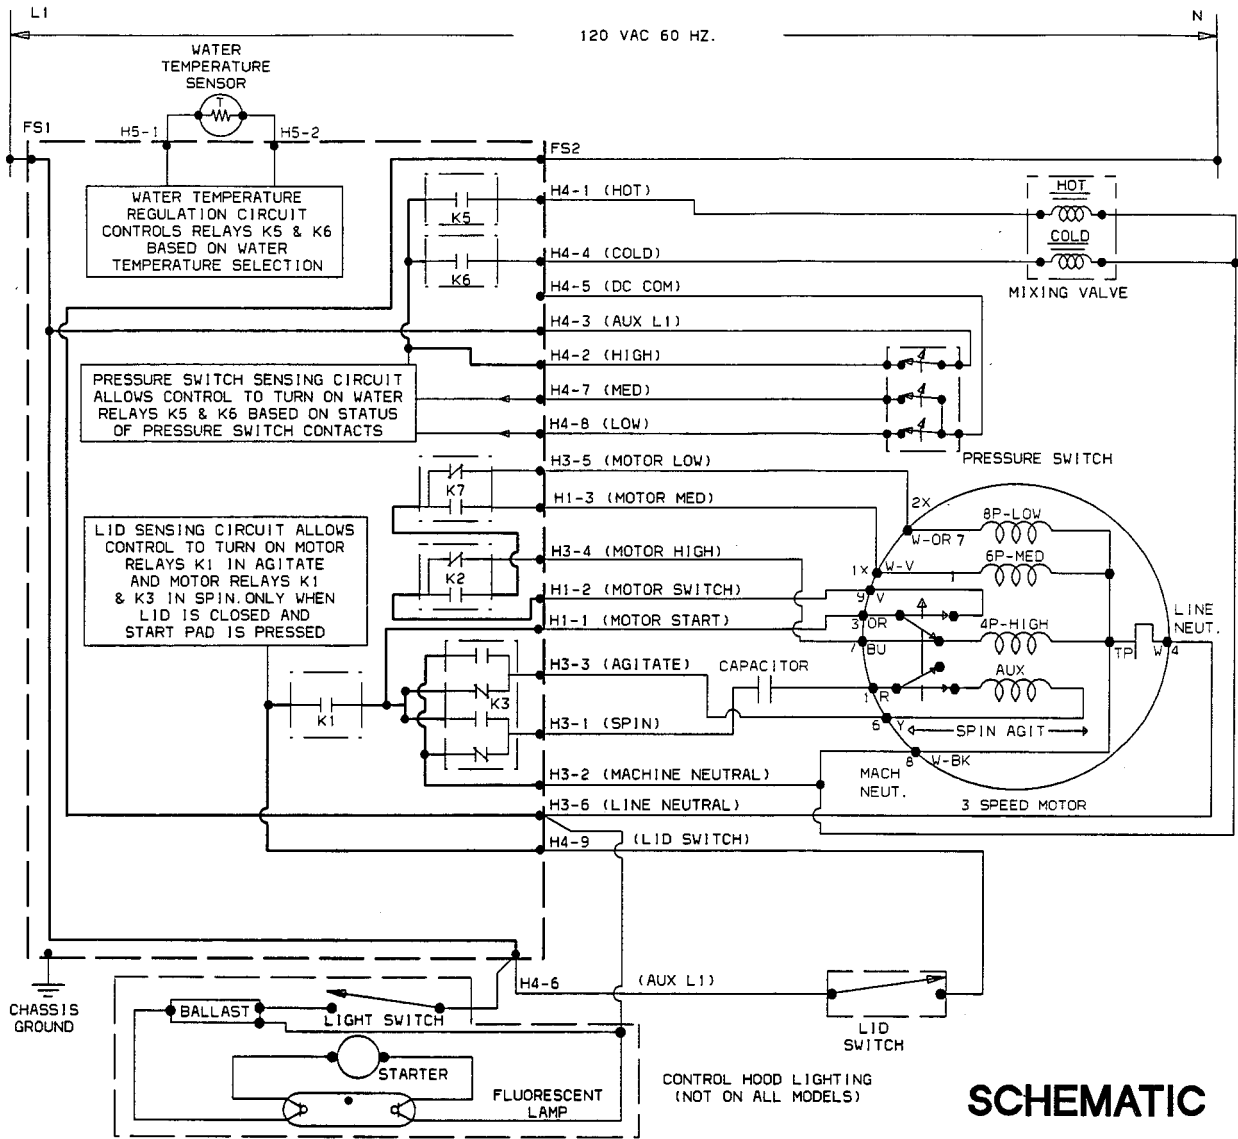 L1
N
120 VAC 60 HZ.
WATER
TEMPERATURE
SENSOR
T
FS1
H5-1
H5-2
FS2
WATER TEMPERATURE
REGULATION CIRCUIT
CONTROLS RELAYS K5 & K6
BASED ON WATER
TEMPERATURE SELECTION
K5
K6
H4-1 (HOT)
H4-4 (COLD)
H4-5 (DC COM)
H4-3 (AUX L1)
H4-2 (HIGH)
H4-7 (MED)
H4-8 (LOW)
HOT
COLD
MIXING VALVE
PRESSURE SWITCH SENSING CIRCUIT
ALLOWS CONTROL TO TURN ON WATER
RELAYS K5 & K6 BASED ON STATUS
OF PRESSURE SWITCH CONTACTS
PRESSURE SWITCH
H3-5 (MOTOR LOW)
H1-3 (MOTOR MED)
H3-4 (MOTOR HIGH)
H1-2 (MOTOR SWITCH)
H1-1 (MOTOR START)
H3-3 (AGITATE)
H3-1 (SPIN)
H3-2 (MACHINE NEUTRAL)
H3-6 (LINE NEUTRAL)
H4-9 (LID SWITCH)
K7
K2
K3
K1
LID SENSING CIRCUIT ALLOWS
CONTROL TO TURN ON MOTOR
RELAYS K1 IN AGITATE
AND MOTOR RELAYS K1
& K3 IN SPIN.ONLY WHEN
LID IS CLOSED AND
START PAD IS PRESSED
CAPACITOR
2X
W-OR 7
8P-LOW
1X
W-V
1
6P-MED
9
V
3
OR
4P-HIGH
7
BU
AUX
1
R
6
Y
SPIN AGIT
8
W-BK
TP
W
4
LINE
NEUT.
MACH
NEUT.
3 SPEED MOTOR
H4-6
(AUX L1)
LID
SWITCH
CHASSIS
GROUND
BALLAST
LIGHT SWITCH
STARTER
FLUORESCENT
LAMP
CONTROL HOOD LIGHTING
(NOT ON ALL MODELS)
SCHEMATIC